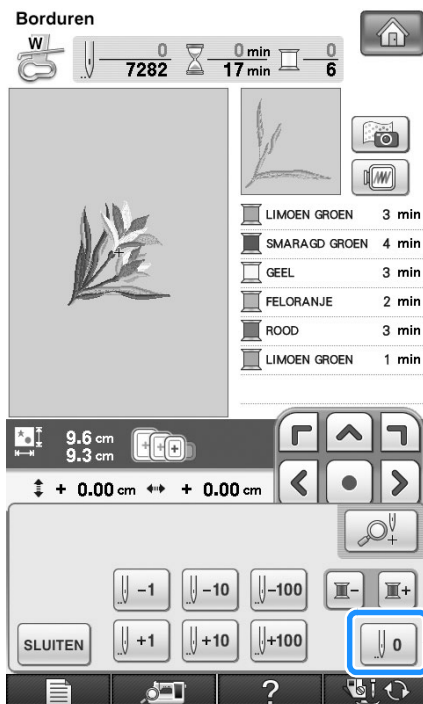 Borduren
W
0 0 min 0
7282 17 min 6
LIMOEN GROEN 3 min
SMARAGD GROEN 4 min
GEEL 3 min
FELORANJE 2 min
ROOD 3 min
LIMOEN GROEN 1 min
9.6 cm
9.3 cm
+ 0.00 cm + 0.00 cm
-1 -10 -100 - +
SLUITEN +1 +10 +100 0
?